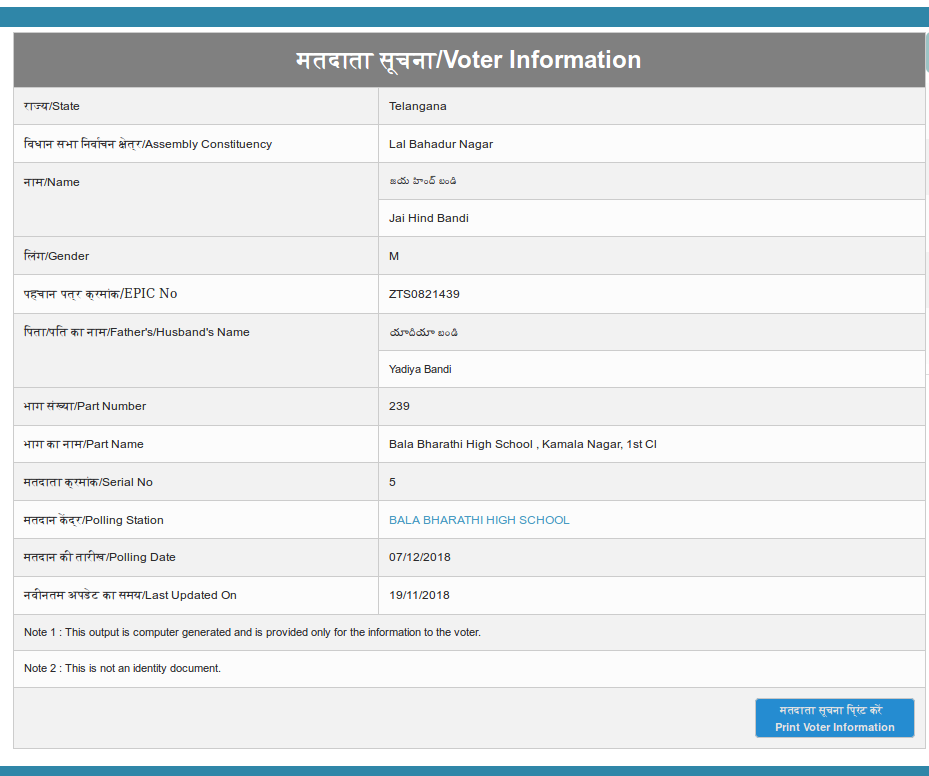 मतदाता सूचना/Voter Information
राज्य/State
Telangana
विधान सभा निर्वाचन क्षेत्र/Assembly Constituency
Lal Bahadur Nagar
नाम/Name
జయ హింద్ బండి
Jai Hind Bandi
लिंग/Gender
M
पहचान पत्र क्रमांक/EPIC No
ZTS0821439
पिता/पति का नाम/Father's/Husband's Name
యాదియా బండి
Yadiya Bandi
भाग संख्या/Part Number
239
भाग का नाम/Part Name
Bala Bharathi High School , Kamala Nagar, 1st Cl
मतदाता क्रमांक/Serial No
5
मतदान केंद्र/Polling Station
BALA BHARATHI HIGH SCHOOL
मतदान की तारीख/Polling Date
07/12/2018
नवीनतम अपडेट का समय/Last Updated On
19/11/2018
Note 1 : This output is computer generated and is provided only for the information to the voter.
Note 2 : This is not an identity document.
मतदाता सूचना प्रिंट करें
Print Voter Information